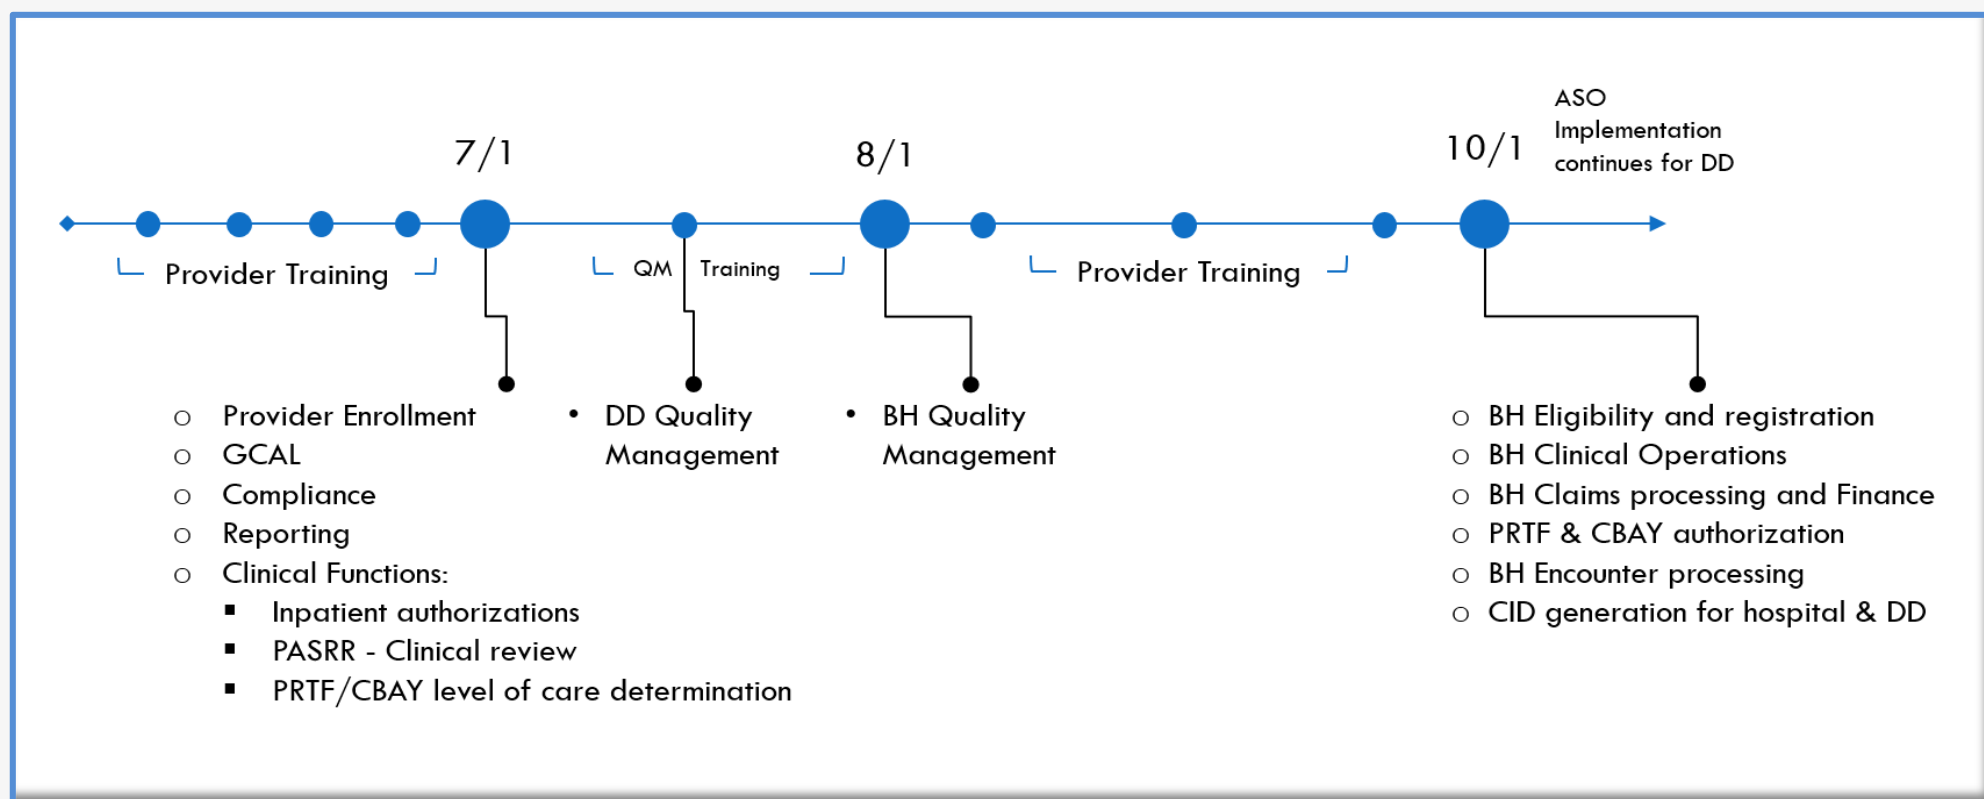 ASO
Implementation
continues for DD
7/1
8/1
10/1
Provider Training
QM Training
Provider Training
o Provider Enrollment
o GCAL
o Compliance
o Reporting
o Clinical Functions:
▪ Inpatient authorizations
▪ PASRR - Clinical review
▪ PRTF/CBAY level of care determination
• DD Quality
Management
• BH Quality
Management
o BH Eligibility and registration
o BH Clinical Operations
o BH Claims processing and Finance
o PRTF & CBAY authorization
o BH Encounter processing
o CID generation for hospital & DD